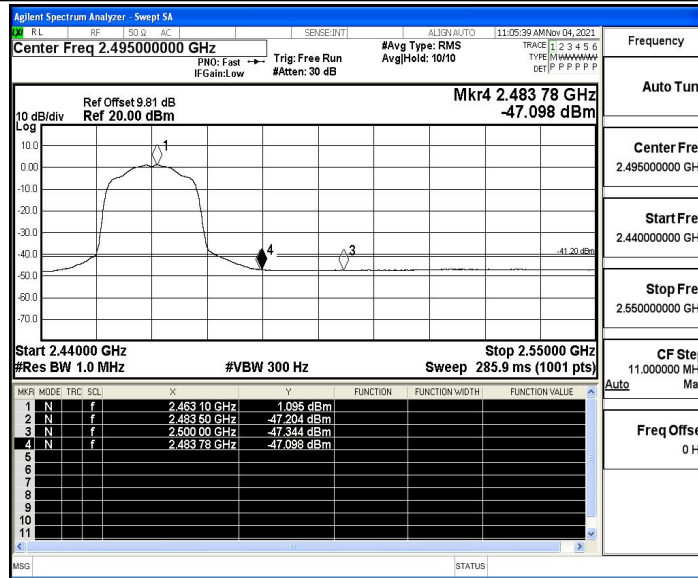 Agilent Spectrum Analyzer - Swept SA
RL RF 50 Ω AC SENSE:INT ALIGN AUTO 11:05:39 AM Nov 04, 2021
Center Freq 2.495000000 GHz
PNO: Fast
IFGain:Low
Trig: Free Run
#Atten: 30 dB
#Avg Type: RMS
Avg|Hold: 10/10
TRACE 1 2 3 4 5 6
TYPE M
DET P P P P P P
Ref Offset 9.81 dB
10 dB/div Ref 20.00 dBm
Log
Mkr4 2.483 78 GHz
-47.098 dBm
10.0
0.00
-10.0
-20.0
-30.0
-40.0
-50.0
-60.0
-70.0
1
4
3
-41.20 dBm
Start 2.44000 GHz Stop 2.55000 GHz
#Res BW 1.0 MHz #VBW 300 Hz Sweep 285.9 ms (1001 pts)
MKR MODE TRC SCL X Y FUNCTION FUNCTION WIDTH FUNCTION VALUE
1 N f 2.463 10 GHz 1.095 dBm
2 N f 2.483 50 GHz -47.204 dBm
3 N f 2.500 00 GHz -47.344 dBm
4 N f 2.483 78 GHz -47.098 dBm
5
6
7
8
9
10
11
MSG STATUS
Frequency
Auto Tun
Center Fre
2.495000000 GH
Start Fre
2.440000000 GH
Stop Fre
2.550000000 GH
CF Ste
11.000000 MH
Auto Ma
Freq Offse
0 H